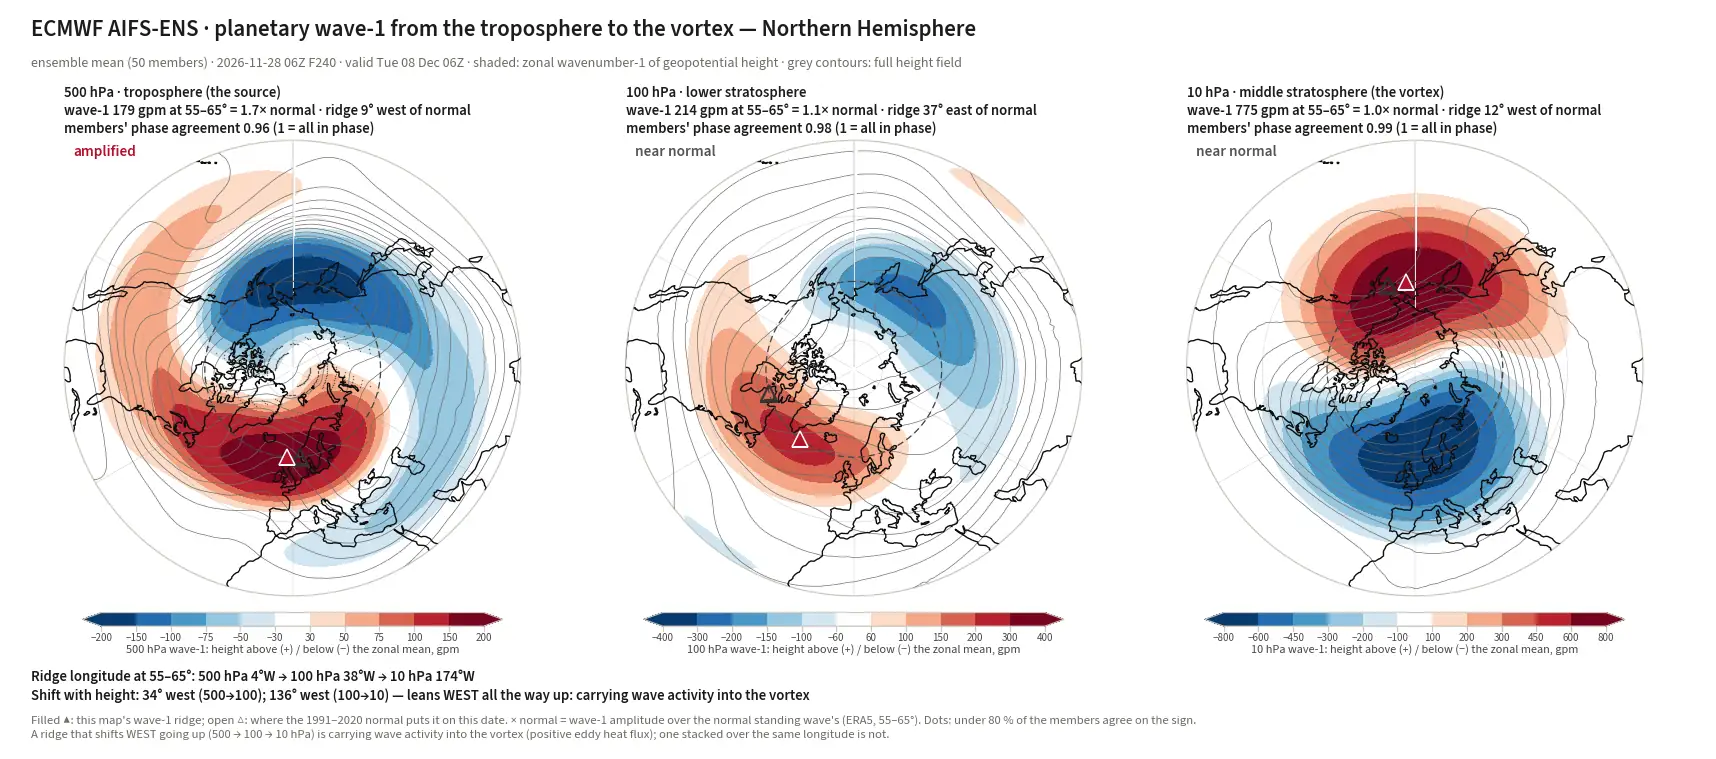 ECMWF AIFS-ENS · planetary wave-1 from the troposphere to the vortex — Northern Hemisphere
ensemble mean (50 members) · 2026-11-28 06Z F240 · valid Tue 08 Dec 06Z · shaded: zonal wavenumber-1 of geopotential height · grey contours: full height field
500 hPa · troposphere (the source)
wave-1 179 gpm at 55–65° = 1.7× normal · ridge 9° west of normal
members' phase agreement 0.96 (1 = all in phase)
amplified
100 hPa · lower stratosphere
wave-1 214 gpm at 55–65° = 1.1× normal · ridge 37° east of normal
members' phase agreement 0.98 (1 = all in phase)
near normal
10 hPa · middle stratosphere (the vortex)
wave-1 775 gpm at 55–65° = 1.0× normal · ridge 12° west of normal
members' phase agreement 0.99 (1 = all in phase)
near normal
−200 −150 −100 −75 −50 −30 30 50 75 100 150 200
500 hPa wave-1: height above (+) / below (−) the zonal mean, gpm
−400 −300 −200 −150 −100 −60 60 100 150 200 300 400
100 hPa wave-1: height above (+) / below (−) the zonal mean, gpm
−800 −600 −450 −300 −200 −100 100 200 300 450 600 800
10 hPa wave-1: height above (+) / below (−) the zonal mean, gpm
Ridge longitude at 55–65°: 500 hPa 4°W → 100 hPa 38°W → 10 hPa 174°W
Shift with height: 34° west (500→100); 136° west (100→10) — leans WEST all the way up: carrying wave activity into the vortex
Filled ▲: this map's wave-1 ridge; open △: where the 1991–2020 normal puts it on this date. × normal = wave-1 amplitude over the normal standing wave's (ERA5, 55–65°). Dots: under 80 % of the members agree on the sign.
A ridge that shifts WEST going up (500 → 100 → 10 hPa) is carrying wave activity into the vortex (positive eddy heat flux); one stacked over the same longitude is not.